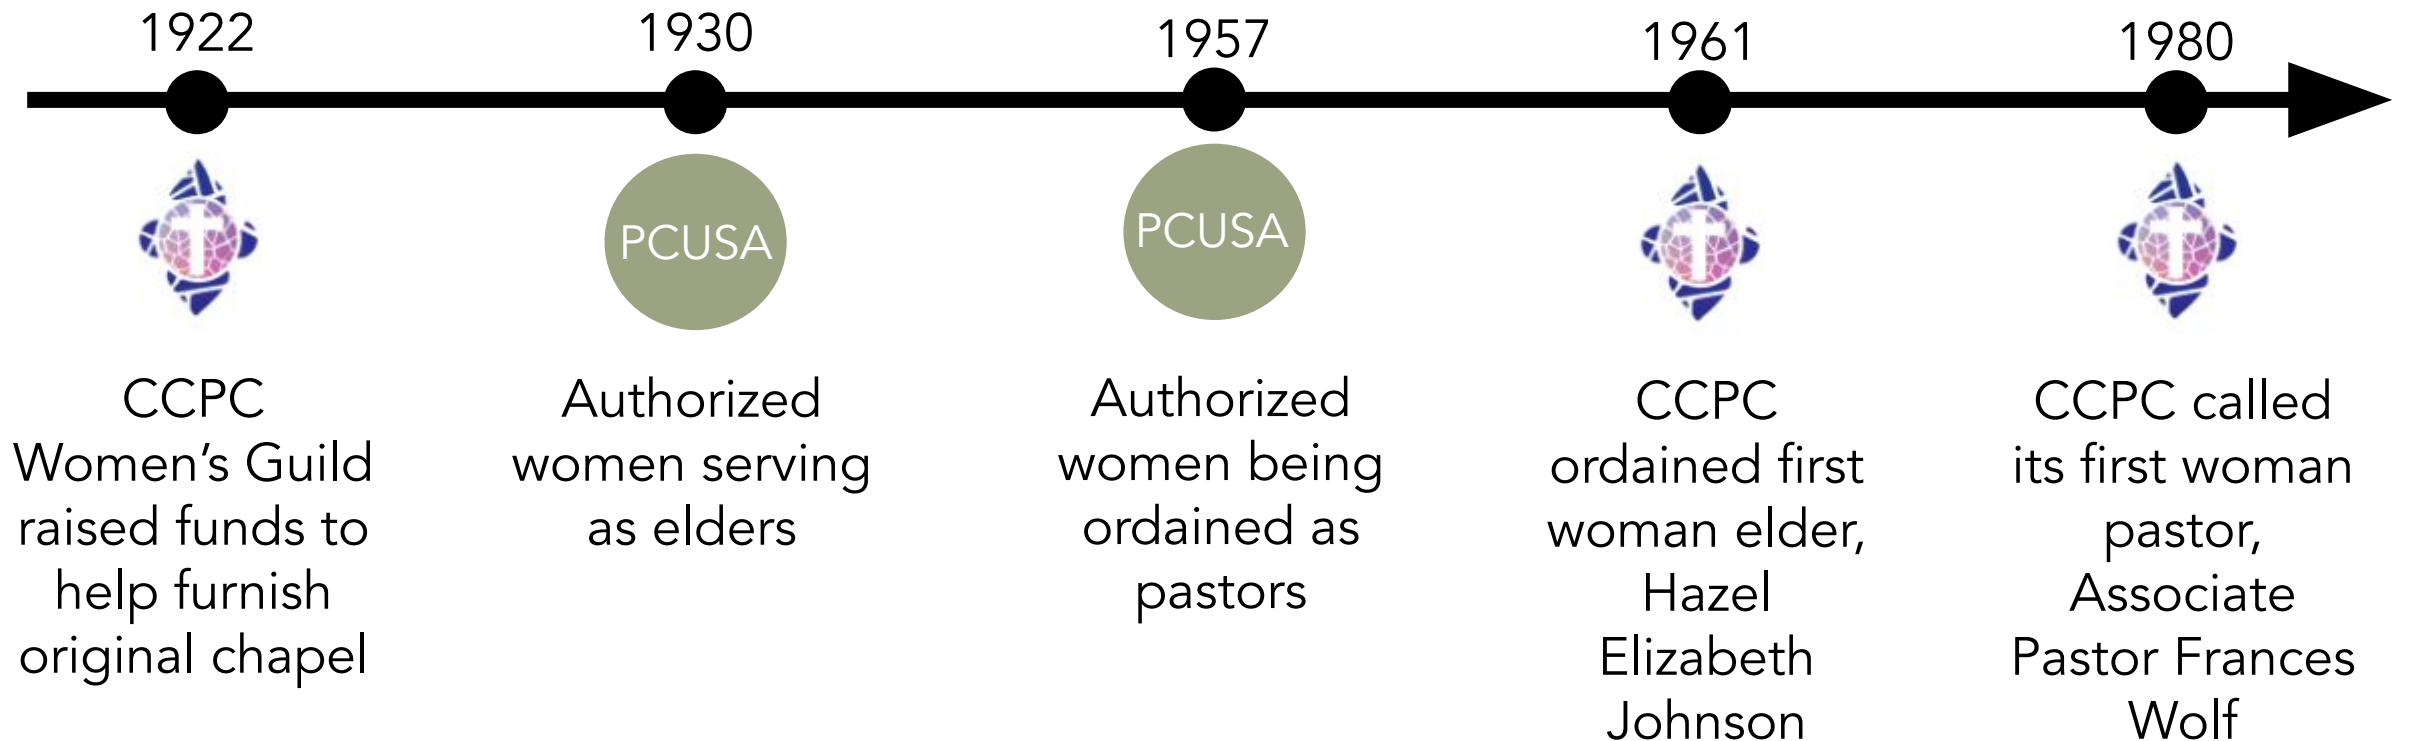 1922
1930
1957
1961
1980
PCUSA
PCUSA
CCPC
Women’s Guild
raised funds to
help furnish
original chapel
Authorized
women serving
as elders
Authorized
women being
ordained as
pastors
CCPC
ordained first
woman elder,
Hazel
Elizabeth
Johnson
CCPC called
its first woman
pastor,
Associate
Pastor Frances
Wolf